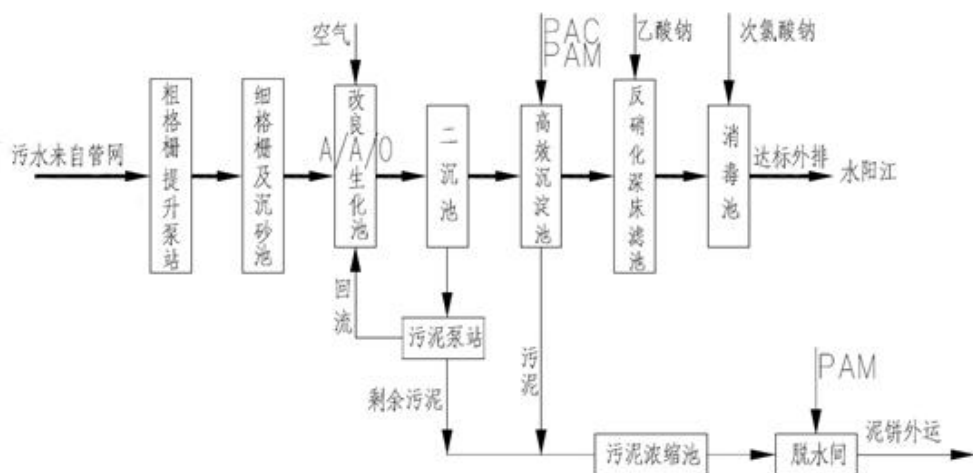 空气
PAC
PAM
乙酸钠
次氯酸钠
污水来自管网
粗格栅提升泵站
细格栅及沉砂池
改良A/A/O生化池
二沉池
高效沉淀池
反硝化深床滤池
消毒池
达标外排
水阳江
回流
污泥泵站
剩余污泥
污泥
PAM
污泥浓缩池
脱水间
泥饼外运